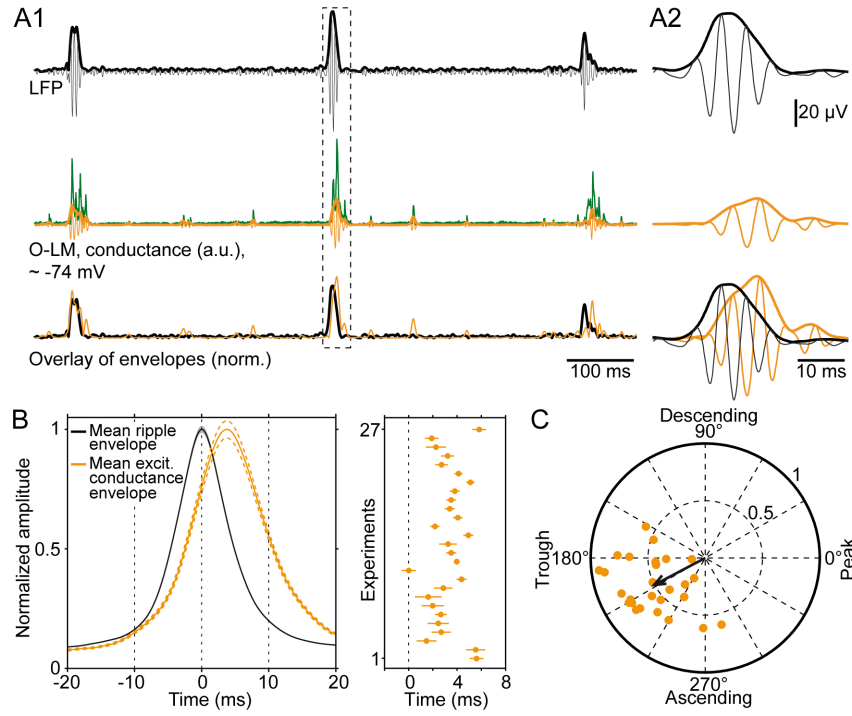 A1
A2
LFP
20 µV
O-LM, conductance (a.u.),
~ -74 mV
Overlay of envelopes (norm.)
100 ms
10 ms
B
C
1
0.5
0
Normalized amplitude
Mean ripple
envelope
Mean excit.
conductance
envelope
-20
-10
0
10
20
Time (ms)
27
1
Experiments
0
4
8
Time (ms)
Descending
90°
1
0.5
Trough
180°
0°
Peak
270°
Ascending